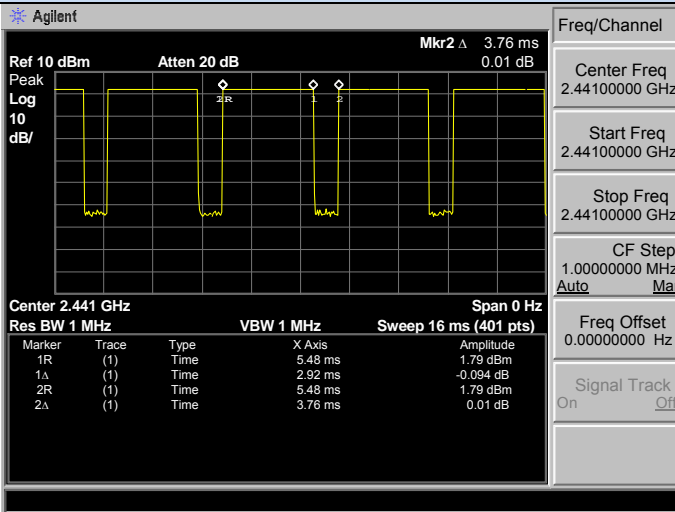 Agilent
Mkr2 Δ 3.76 ms
Ref 10 dBm Atten 20 dB 0.01 dB
Peak
Log
10
dB/
1R 1 2
Center 2.441 GHz Span 0 Hz
Res BW 1 MHz VBW 1 MHz Sweep 16 ms (401 pts)
Marker Trace Type X Axis Amplitude
1R (1) Time 5.48 ms 1.79 dBm
1Δ (1) Time 2.92 ms -0.094 dB
2R (1) Time 5.48 ms 1.79 dBm
2Δ (1) Time 3.76 ms 0.01 dB
Freq/Channel
Center Freq
2.44100000 GHz
Start Freq
2.44100000 GHz
Stop Freq
2.44100000 GHz
CF Step
1.00000000 MHz
Auto Ma
Freq Offset
0.00000000 Hz
Signal Track
On Off